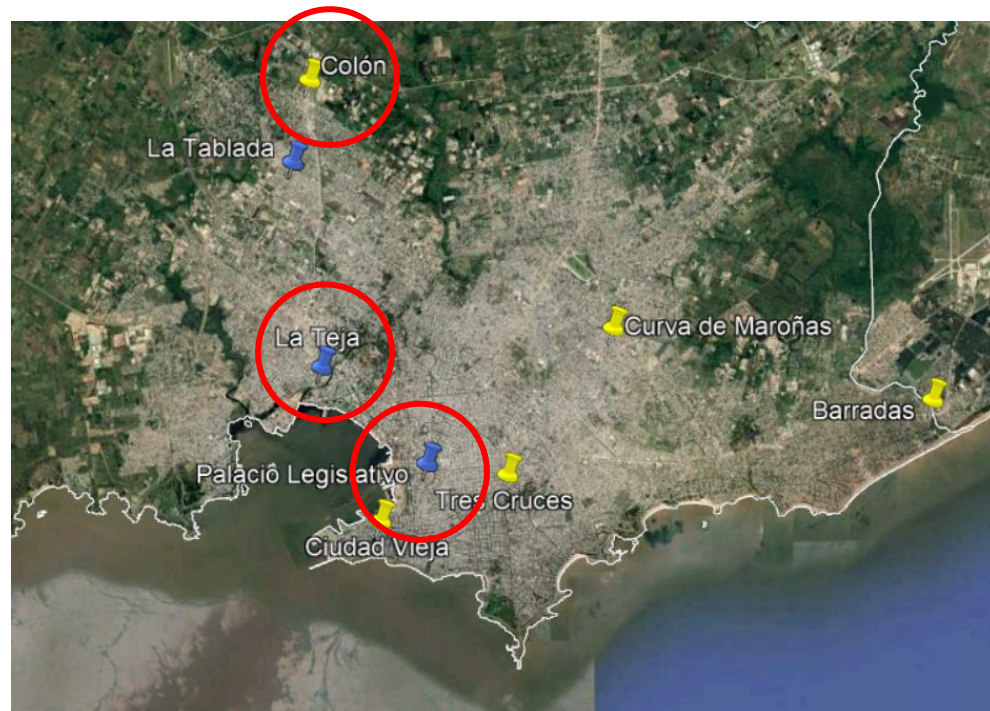 Colón
La Tablada
La Teja
Curva de Maroñas
Barradas
Palacio Legislativo
Tres Cruces
Ciudad Vieja